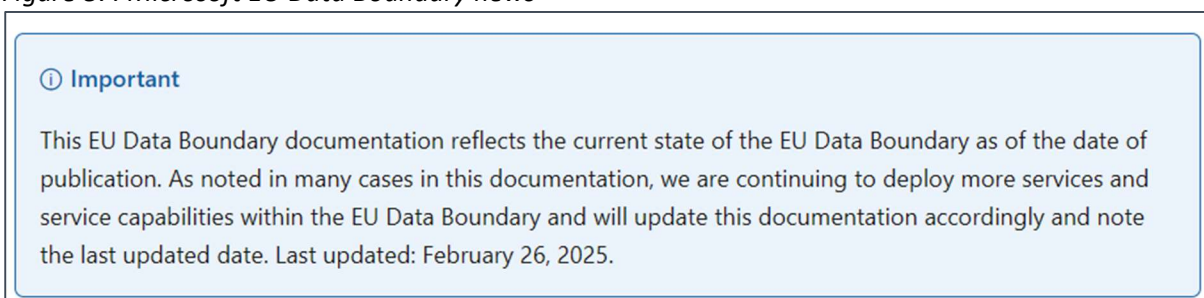 Important
This EU Data Boundary documentation reflects the current state of the EU Data Boundary as of the date of
publication. As noted in many cases in this documentation, we are continuing to deploy more services and
service capabilities within the EU Data Boundary and will update this documentation accordingly and note
the last updated date. Last updated: February 26, 2025.